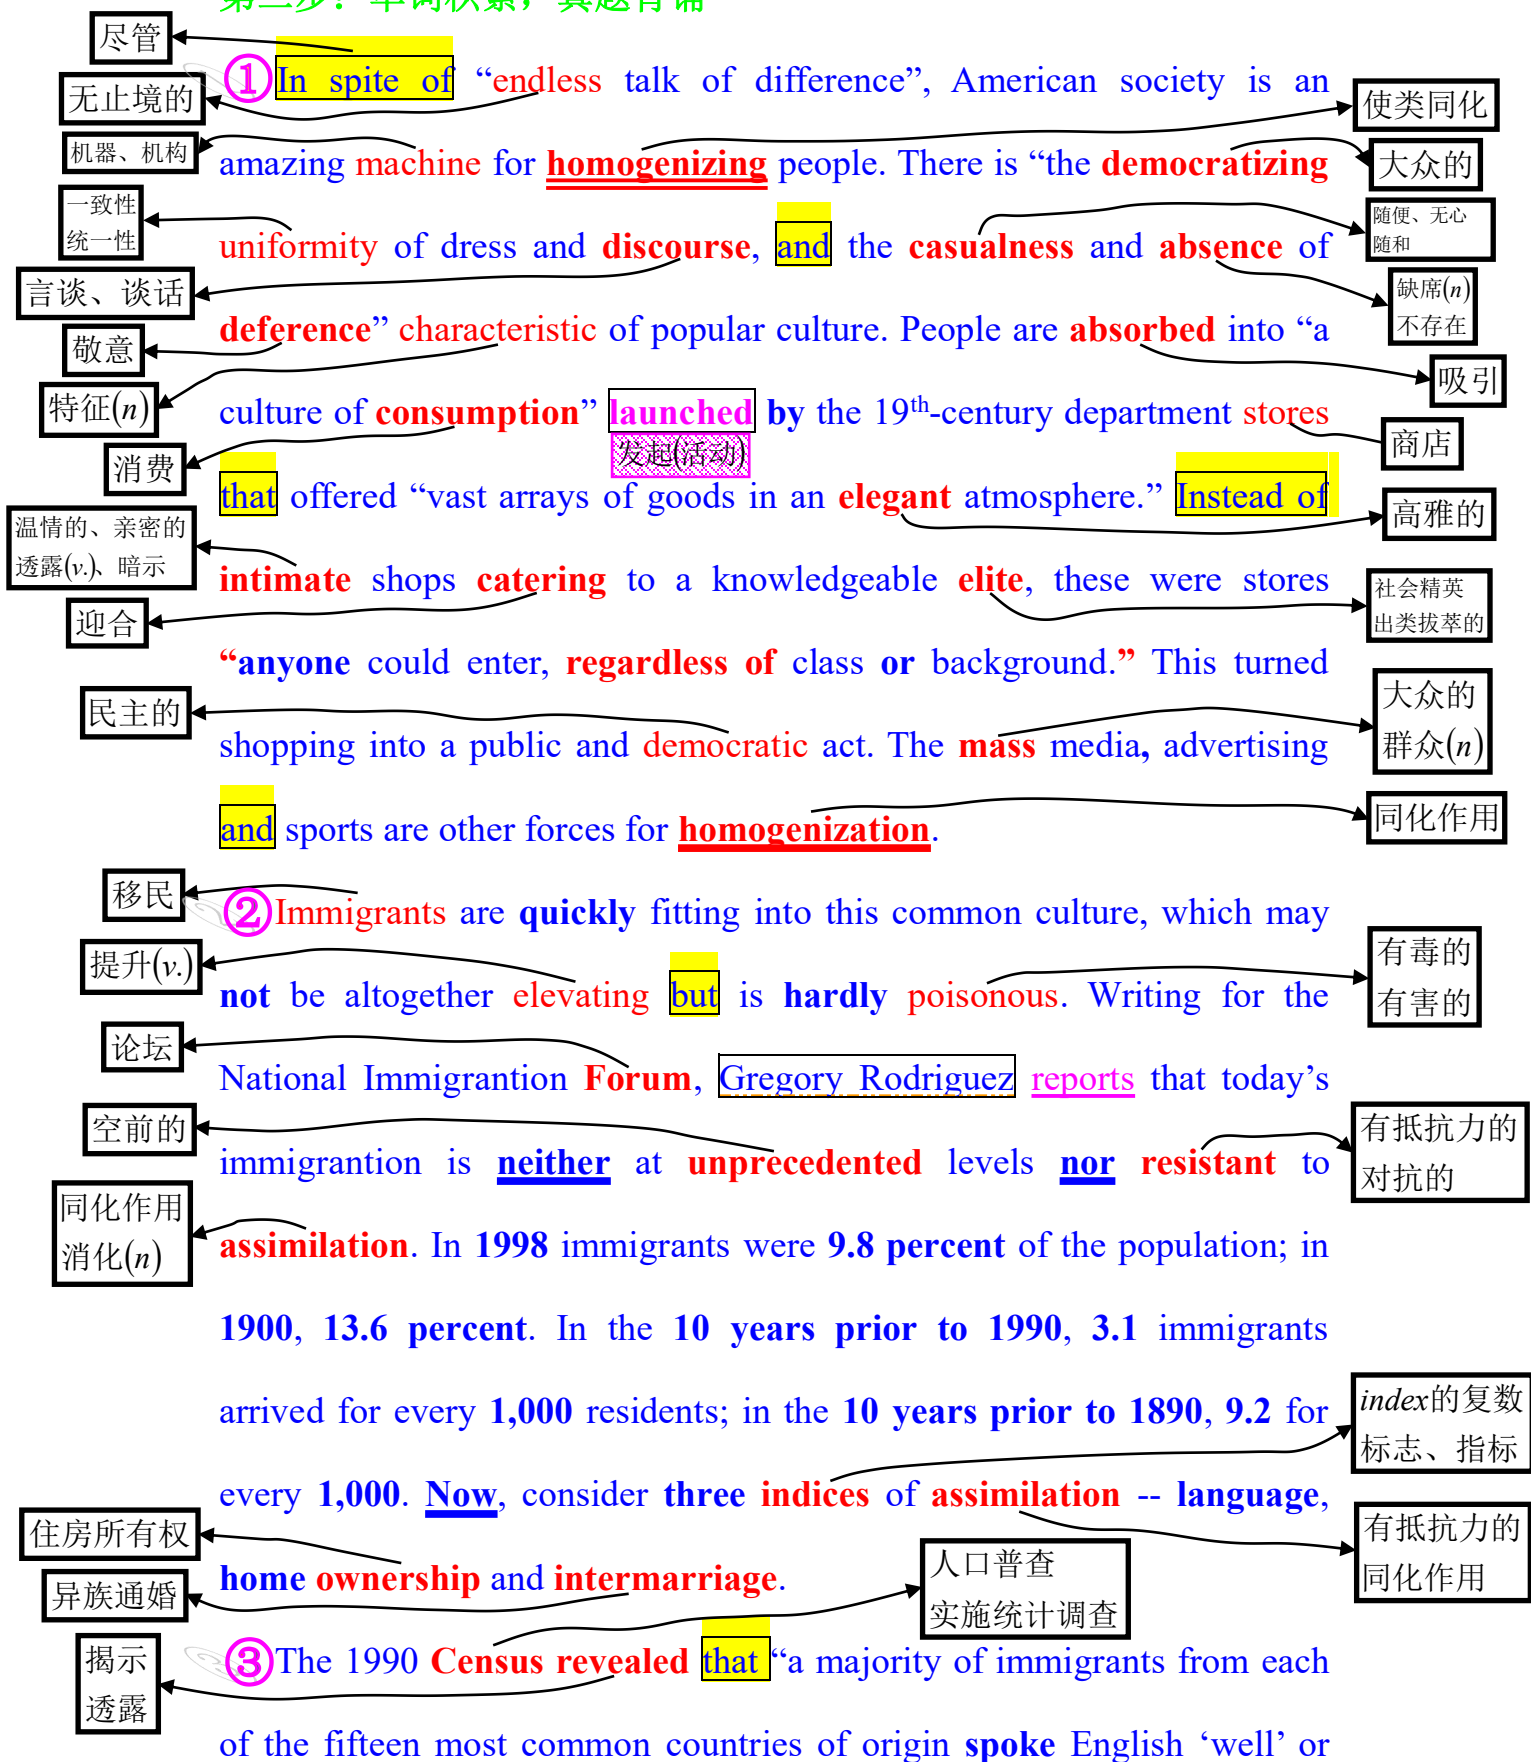 尽管
①In spite of “endless talk of difference”, American society is an
无止境的
使类同化
机器、机构
amazing machine for homogenizing people. There is “the democratizing
大众的
一致性
统一性
uniformity of dress and discourse, and the casualness and absence of
随便、无心
随和
言谈、谈话
缺席(n)
不存在
deference” characteristic of popular culture. People are absorbed into “a
敬意
吸引
特征(n)
culture of consumption” launched by the 19th-century department stores
发起(活动)
商店
消费
that offered “vast arrays of goods in an elegant atmosphere.” Instead of
高雅的
温情的、亲密的
透露(v.)、暗示
intimate shops catering to a knowledgeable elite, these were stores
社会精英
出类拔萃的
迎合
“anyone could enter, regardless of class or background.” This turned
民主的
大众的
群众(n)
shopping into a public and democratic act. The mass media, advertising
and sports are other forces for homogenization.
同化作用
移民
②Immigrants are quickly fitting into this common culture, which may
提升(v.)
有毒的
有害的
not be altogether elevating but is hardly poisonous. Writing for the
论坛
National Immigrantion Forum, Gregory Rodriguez reports that today’s
空前的
有抵抗力的
对抗的
immigrantion is neither at unprecedented levels nor resistant to
同化作用
消化(n)
assimilation. In 1998 immigrants were 9.8 percent of the population; in
1900, 13.6 percent. In the 10 years prior to 1990, 3.1 immigrants
arrived for every 1,000 residents; in the 10 years prior to 1890, 9.2 for
index的复数
标志、指标
every 1,000. Now, consider three indices of assimilation -- language,
住房所有权
有抵抗力的
同化作用
home ownership and intermarriage.
异族通婚
人口普查
实施统计调查
③The 1990 Census revealed that “a majority of immigrants from each
揭示
透露
of the fifteen most common countries of origin spoke English ‘well’ or